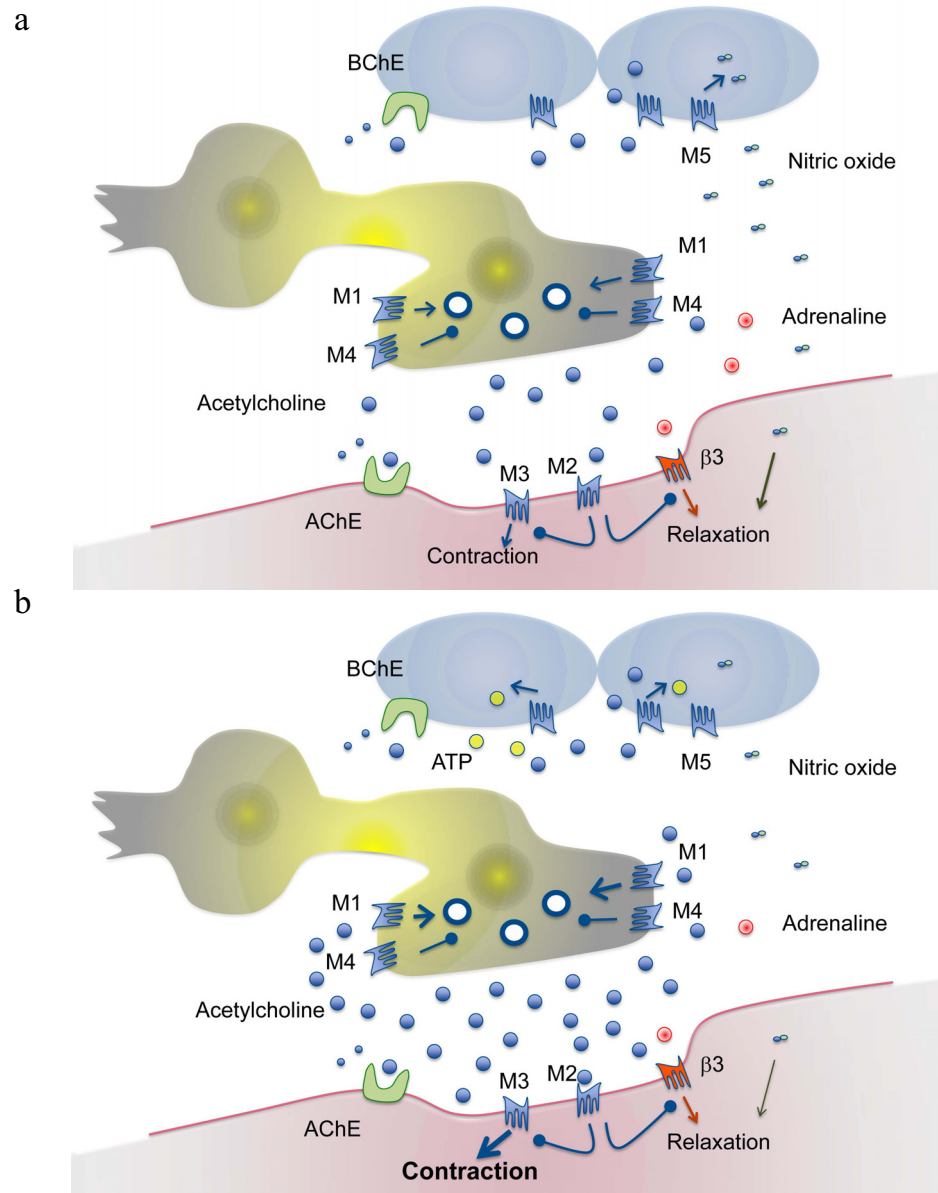 a
BChE
M5
Nitric oxide
M1
M1
M4
M4
Adrenaline
Acetylcholine
M3
M2
β3
AChE
Contraction
Relaxation
b
BChE
ATP
M5
Nitric oxide
M1
M1
M4
M4
Adrenaline
Acetylcholine
M3
M2
β3
AChE
Contraction
Relaxation